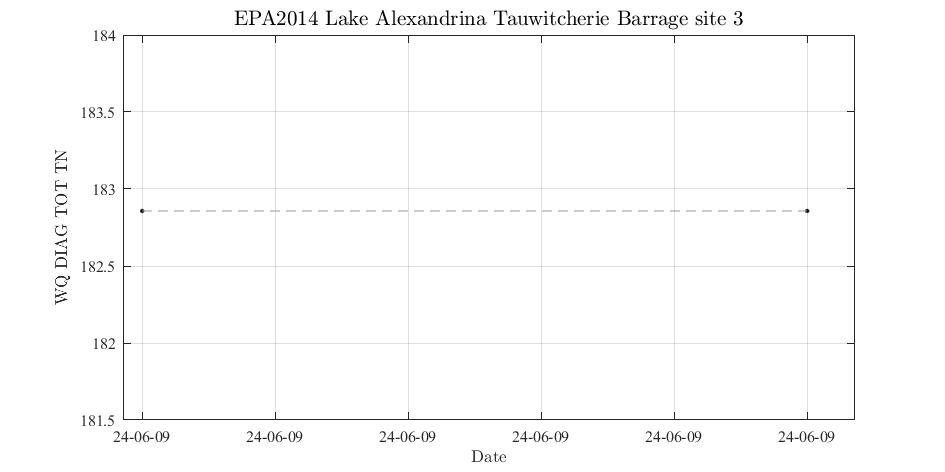 EPA2014 Lake Alexandrina Tauwitcherie Barrage site 3
184
183.5
183
182.5
182
181.5
WQ DIAG TOT TN
24-06-09 24-06-09 24-06-09 24-06-09 24-06-09 24-06-09
Date